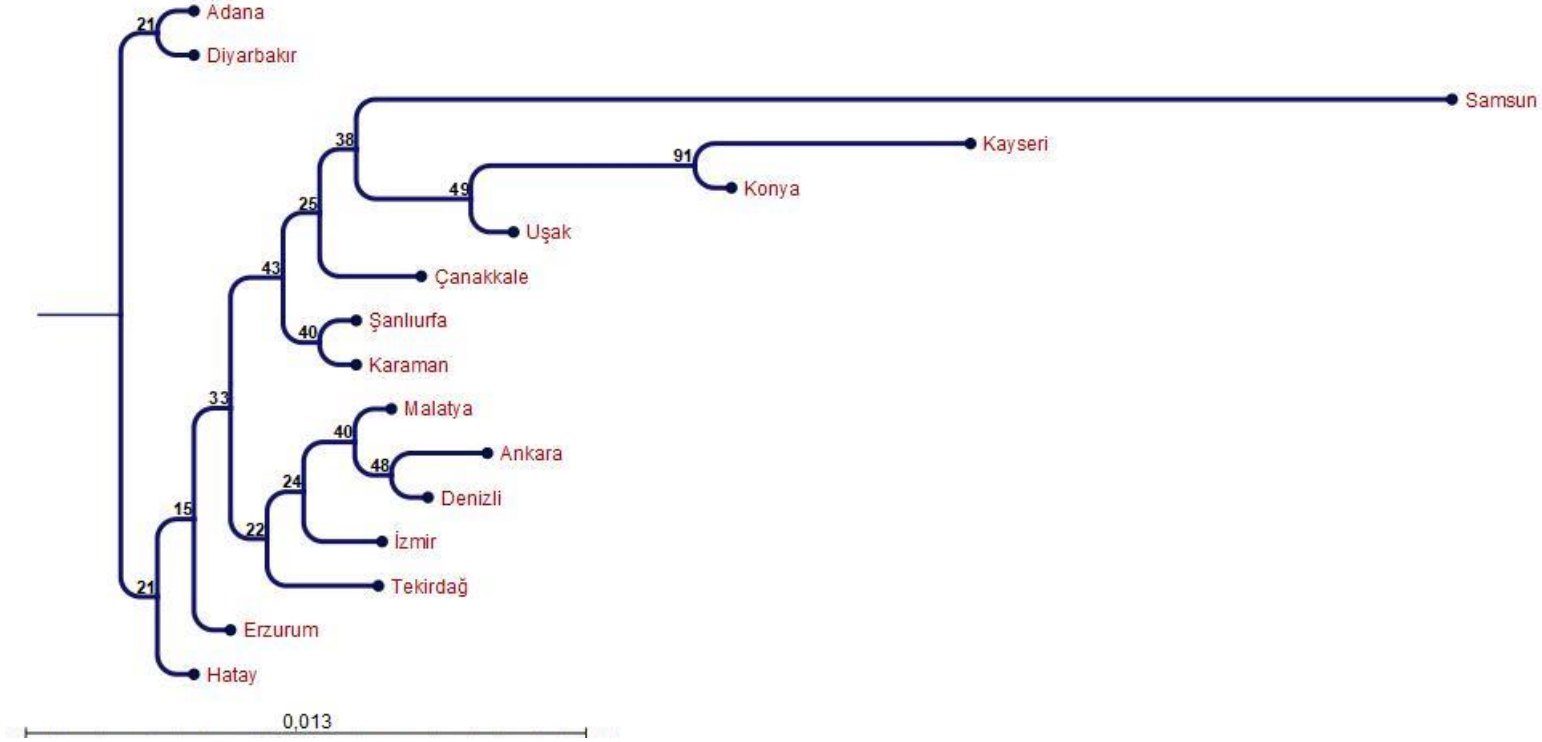 Adana
21
Diyarbakır
Samsun
38
Kayseri
91
Konya
49
25
Uşak
43
Çanakkale
Şanlıurfa
40
Karaman
33
Malatya
40
Ankara
48
24
Denizli
15
22
İzmir
21
Tekirdağ
Erzurum
Hatay
0,013